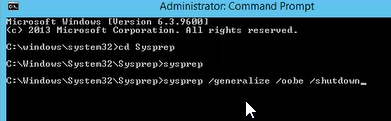 Administrator: Command Prompt
Microsoft Windows [Version 6.3.9600]
(c) 2013 Microsoft Corporation. All rights reserved.
C:\windows\system32>cd Sysprep
C:\Windows\System32\Sysprep>sysprep
C:\Windows\System32\Sysprep>sysprep /generalize /oobe /shutdown_